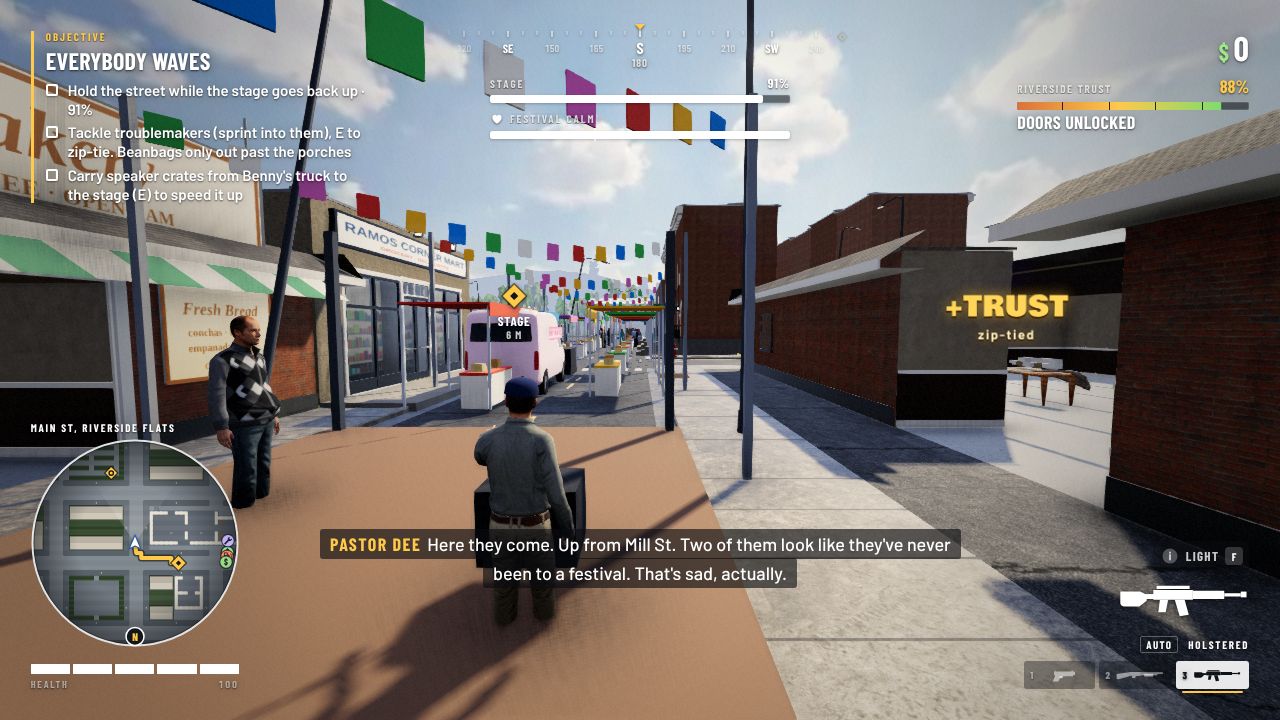 OBJECTIVE
EVERYBODY WAVES
Hold the street while the stage goes back up · 91%
Tackle troublemakers (sprint into them), E to
zip-tie. Beanbags only out past the porches
Carry speaker crates from Benny's truck to
the stage (E) to speed it up
SE 150 165 S 195 210 SW
180
STAGE 91%
FESTIVAL CALM
$ 0
RIVERSIDE TRUST 88%
DOORS UNLOCKED
RAMOS CORNER MART
Fresh Bread
conchas
STAGE
6 M
+TRUST
zip-tied
MAIN ST, RIVERSIDE FLATS
N
HEALTH 100
PASTOR DEE Here they come. Up from Mill St. Two of them look like they've never
been to a festival. That's sad, actually.
i LIGHT F
AUTO HOLSTERED
1 2 3